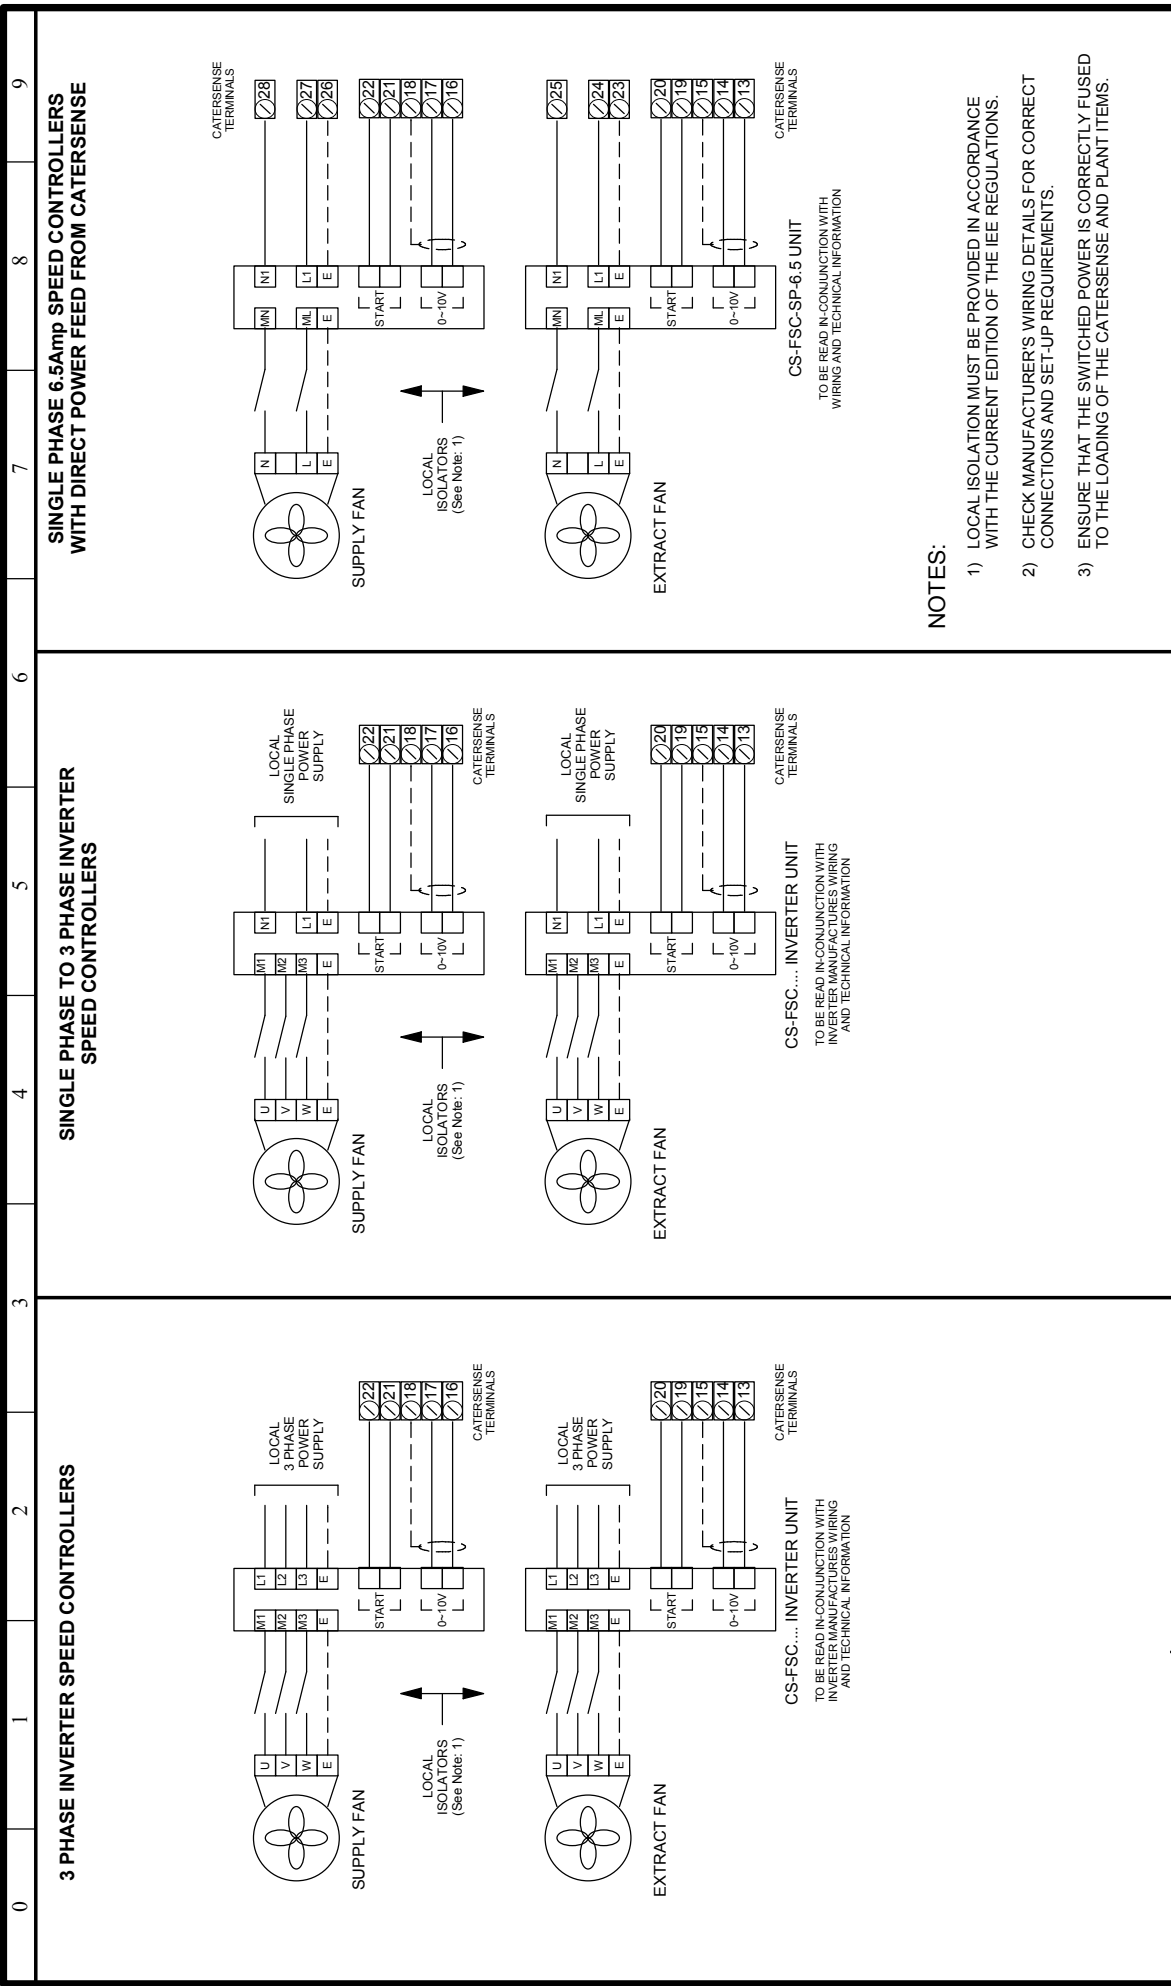 0 1 2 3 4 5 6 7 8 9
3 PHASE INVERTER SPEED CONTROLLERS
U
V
W
E
SUPPLY FAN
M1
M2
M3
E
L1
L2
L3
E
START
0~10V
LOCAL
3 PHASE
POWER
SUPPLY
22
21
18
17
16
CATERSENSE
TERMINALS
LOCAL
ISOLATORS
(See Note: 1)
U
V
W
E
EXTRACT FAN
M1
M2
M3
E
L1
L2
L3
E
START
0~10V
LOCAL
3 PHASE
POWER
SUPPLY
20
19
15
14
13
CATERSENSE
TERMINALS
CS-FSC.... INVERTER UNIT
TO BE READ IN-CONJUNCTION WITH
INVERTER MANUFACTURES WIRING
AND TECHNICAL INFORMATION
SINGLE PHASE TO 3 PHASE INVERTER
SPEED CONTROLLERS
U
V
W
E
SUPPLY FAN
M1
M2
M3
E
N1
L1
E
START
0~10V
LOCAL
SINGLE PHASE
POWER
SUPPLY
22
21
18
17
16
CATERSENSE
TERMINALS
LOCAL
ISOLATORS
(See Note: 1)
U
V
W
E
EXTRACT FAN
M1
M2
M3
E
N1
L1
E
START
0~10V
LOCAL
SINGLE PHASE
POWER
SUPPLY
20
19
15
14
13
CATERSENSE
TERMINALS
CS-FSC.... INVERTER UNIT
TO BE READ IN-CONJUNCTION WITH
INVERTER MANUFACTURES WIRING
AND TECHNICAL INFORMATION
SINGLE PHASE 6.5Amp SPEED CONTROLLERS
WITH DIRECT POWER FEED FROM CATERSENSE
CATERSENSE
TERMINALS
N
L
E
SUPPLY FAN
MN
ML
E
N1
L1
E
START
0~10V
28
27
26
22
21
18
17
16
LOCAL
ISOLATORS
(See Note: 1)
N
L
E
EXTRACT FAN
MN
ML
E
N1
L1
E
START
0~10V
25
24
23
20
19
15
14
13
CATERSENSE
TERMINALS
CS-FSC-SP-6.5 UNIT
TO BE READ IN-CONJUNCTION WITH
WIRING AND TECHNICAL INFORMATION
NOTES:
1) LOCAL ISOLATION MUST BE PROVIDED IN ACCORDANCE
WITH THE CURRENT EDITION OF THE IEE REGULATIONS.
2) CHECK MANUFACTURER'S WIRING DETAILS FOR CORRECT
CONNECTIONS AND SET-UP REQUIREMENTS.
3) ENSURE THAT THE SWITCHED POWER IS CORRECTLY FUSED
TO THE LOADING OF THE CATERSENSE AND PLANT ITEMS.